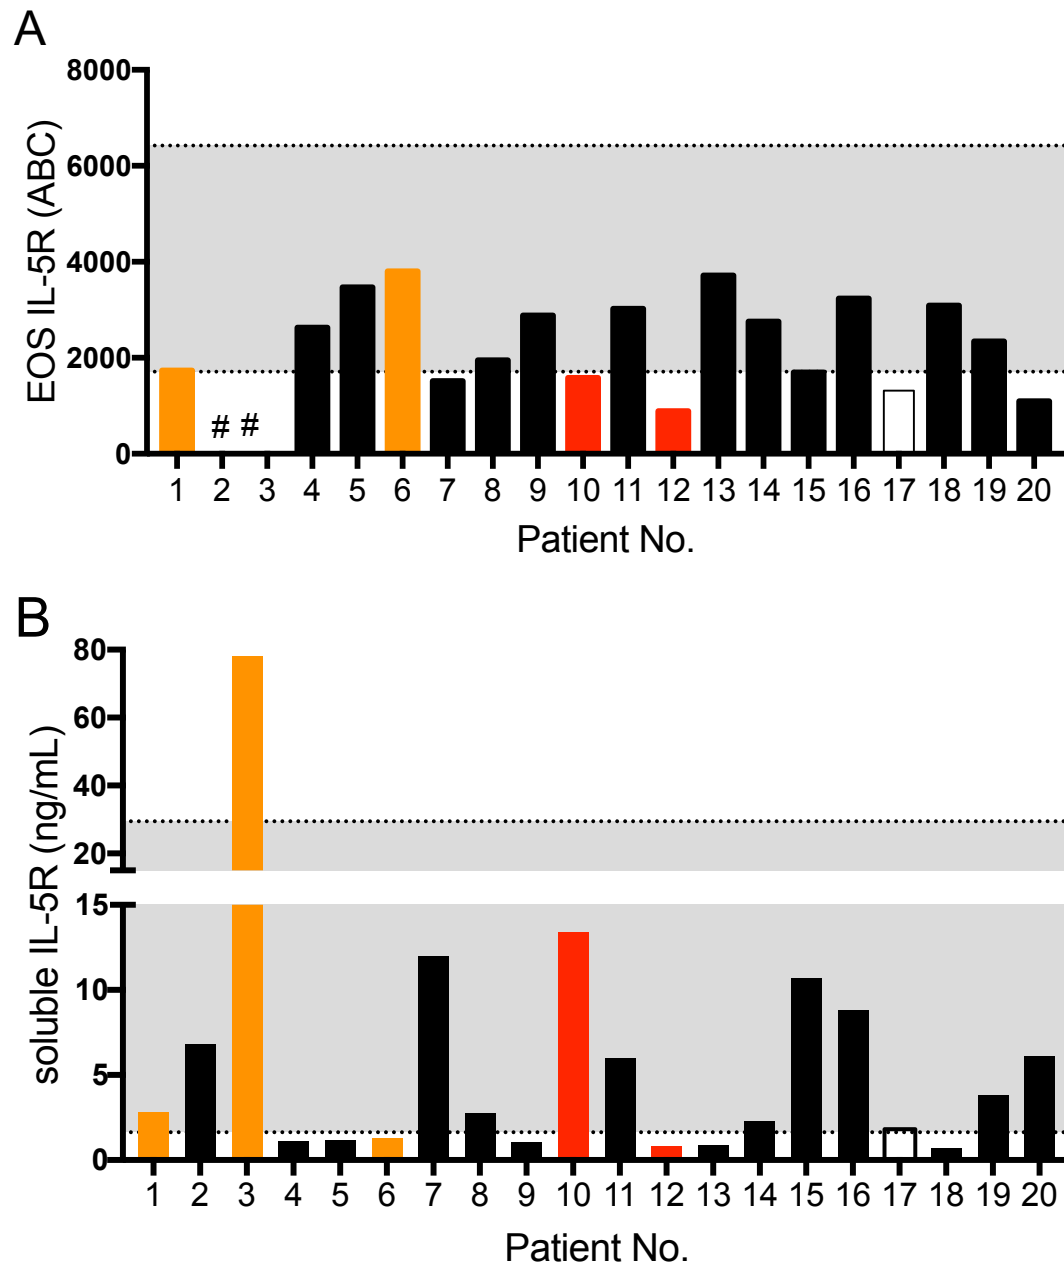 A
EOS IL-5R (ABC)
8000
6000
4000
2000
0
# #
1 2 3 4 5 6 7 8 9 10 11 12 13 14 15 16 17 18 19 20
Patient No.
B
soluble IL-5R (ng/mL)
80
60
40
20
15
10
5
0
1 2 3 4 5 6 7 8 9 10 11 12 13 14 15 16 17 18 19 20
Patient No.